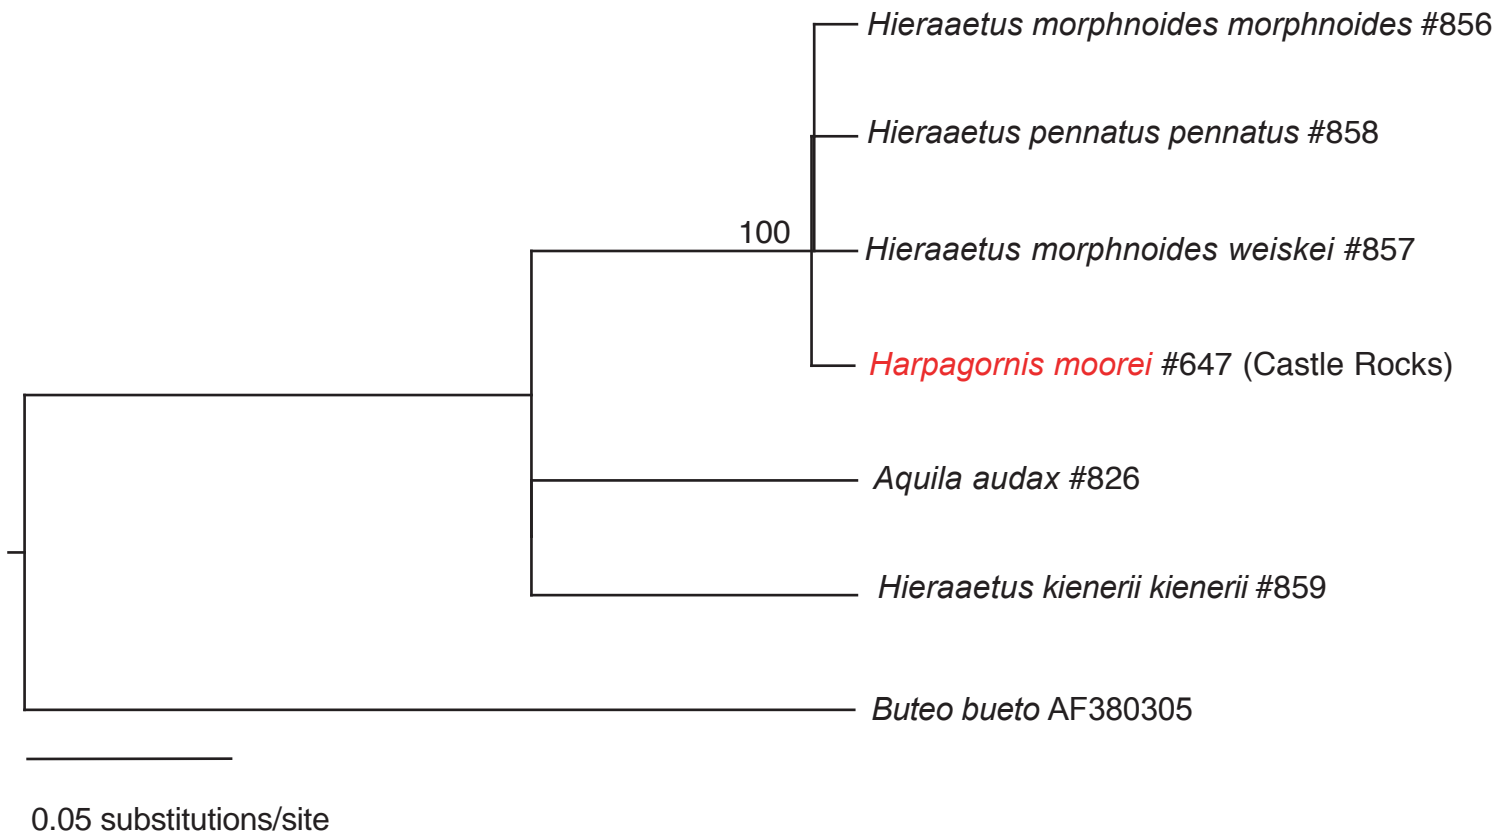 Hieraaetus morphnoides morphnoides #856
Hieraaetus pennatus pennatus #858
100
Hieraaetus morphnoides weiskei #857
Harpagornis moorei #647 (Castle Rocks)
Aquila audax #826
Hieraaetus kienerii kienerii #859
Buteo bueto AF380305
0.05 substitutions/site